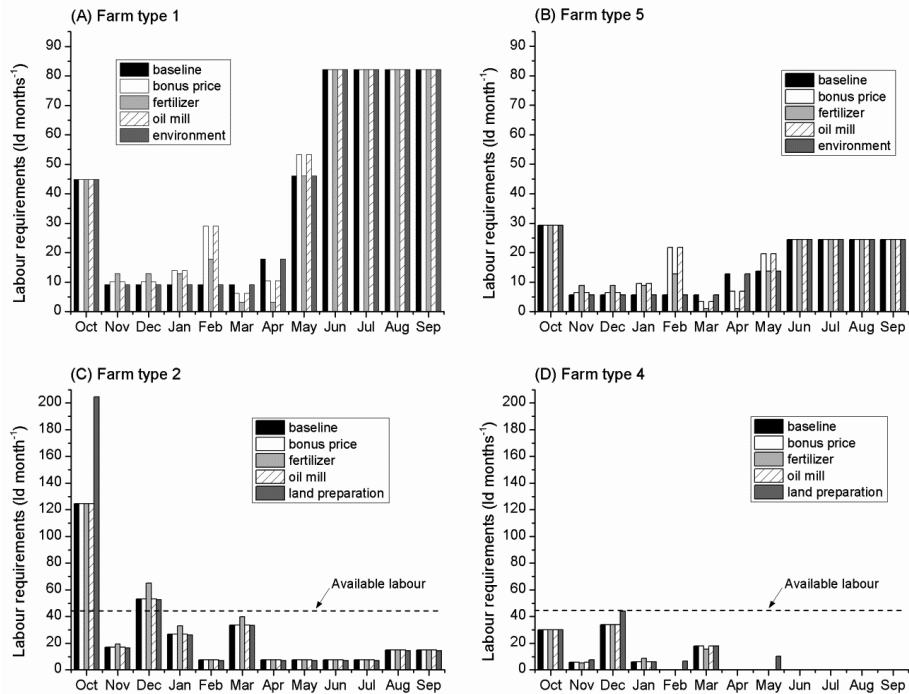 (A) Farm type 1
Labour requirements (ld months⁻¹)
90
80
70
60
50
40
30
20
10
0
baseline
bonus price
fertilizer
oil mill
environment
Oct Nov Dec Jan Feb Mar Apr May Jun Jul Aug Sep
(B) Farm type 5
Labour requirements (ld months⁻¹)
90
80
70
60
50
40
30
20
10
0
baseline
bonus price
fertilizer
oil mill
environment
Oct Nov Dec Jan Feb Mar Apr May Jun Jul Aug Sep
(C) Farm type 2
Labour requirements (ld month⁻¹)
200
180
160
140
120
100
80
60
40
20
0
baseline
bonus price
fertilizer
oil mill
land preparation
Available labour
Oct Nov Dec Jan Feb Mar Apr May Jun Jul Aug Sep
(D) Farm type 4
Labour requirements (ld month⁻¹)
200
180
160
140
120
100
80
60
40
20
0
baseline
bonus price
fertilizer
oil mill
land preparation
Available labour
Oct Nov Dec Jan Feb Mar Apr May Jun Jul Aug Sep